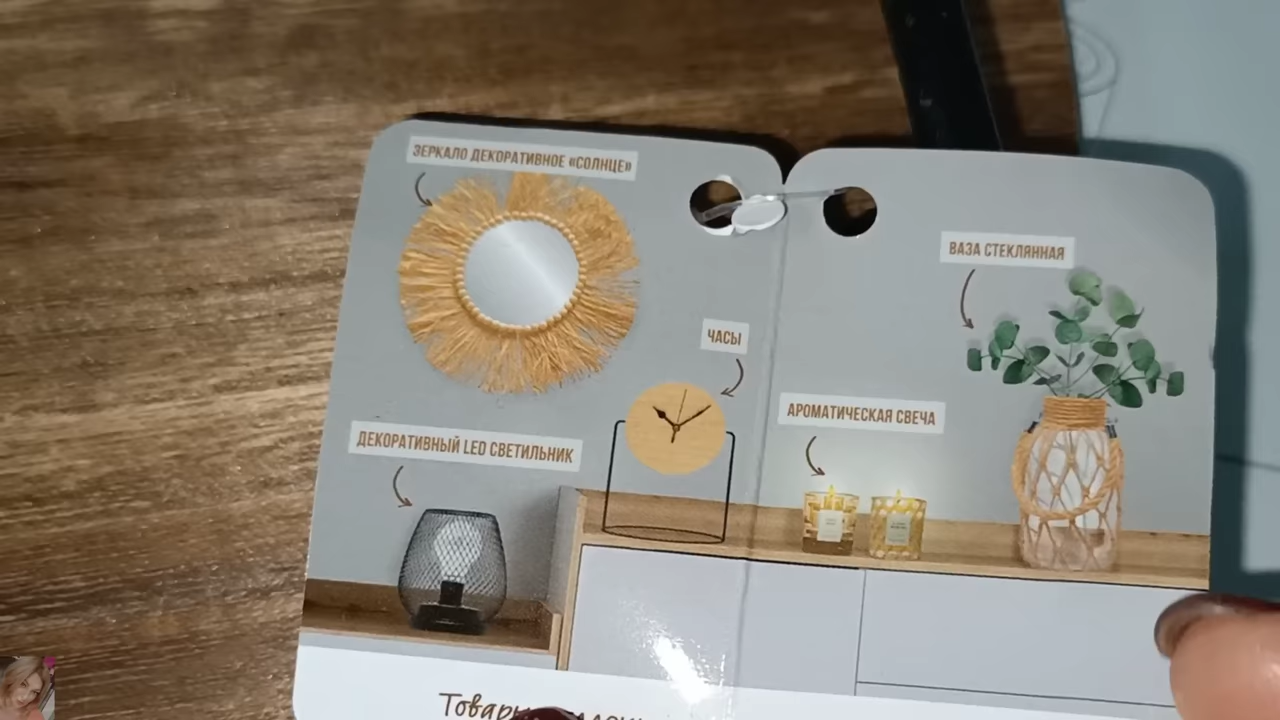 ЗЕРКАЛО ДЕКОРАТИВНОЕ «СОЛНЦЕ»
ВАЗА СТЕКЛЯННАЯ
ЧАСЫ
АРОМАТИЧЕСКАЯ СВЕЧА
ДЕКОРАТИВНЫЙ LED СВЕТИЛЬНИК